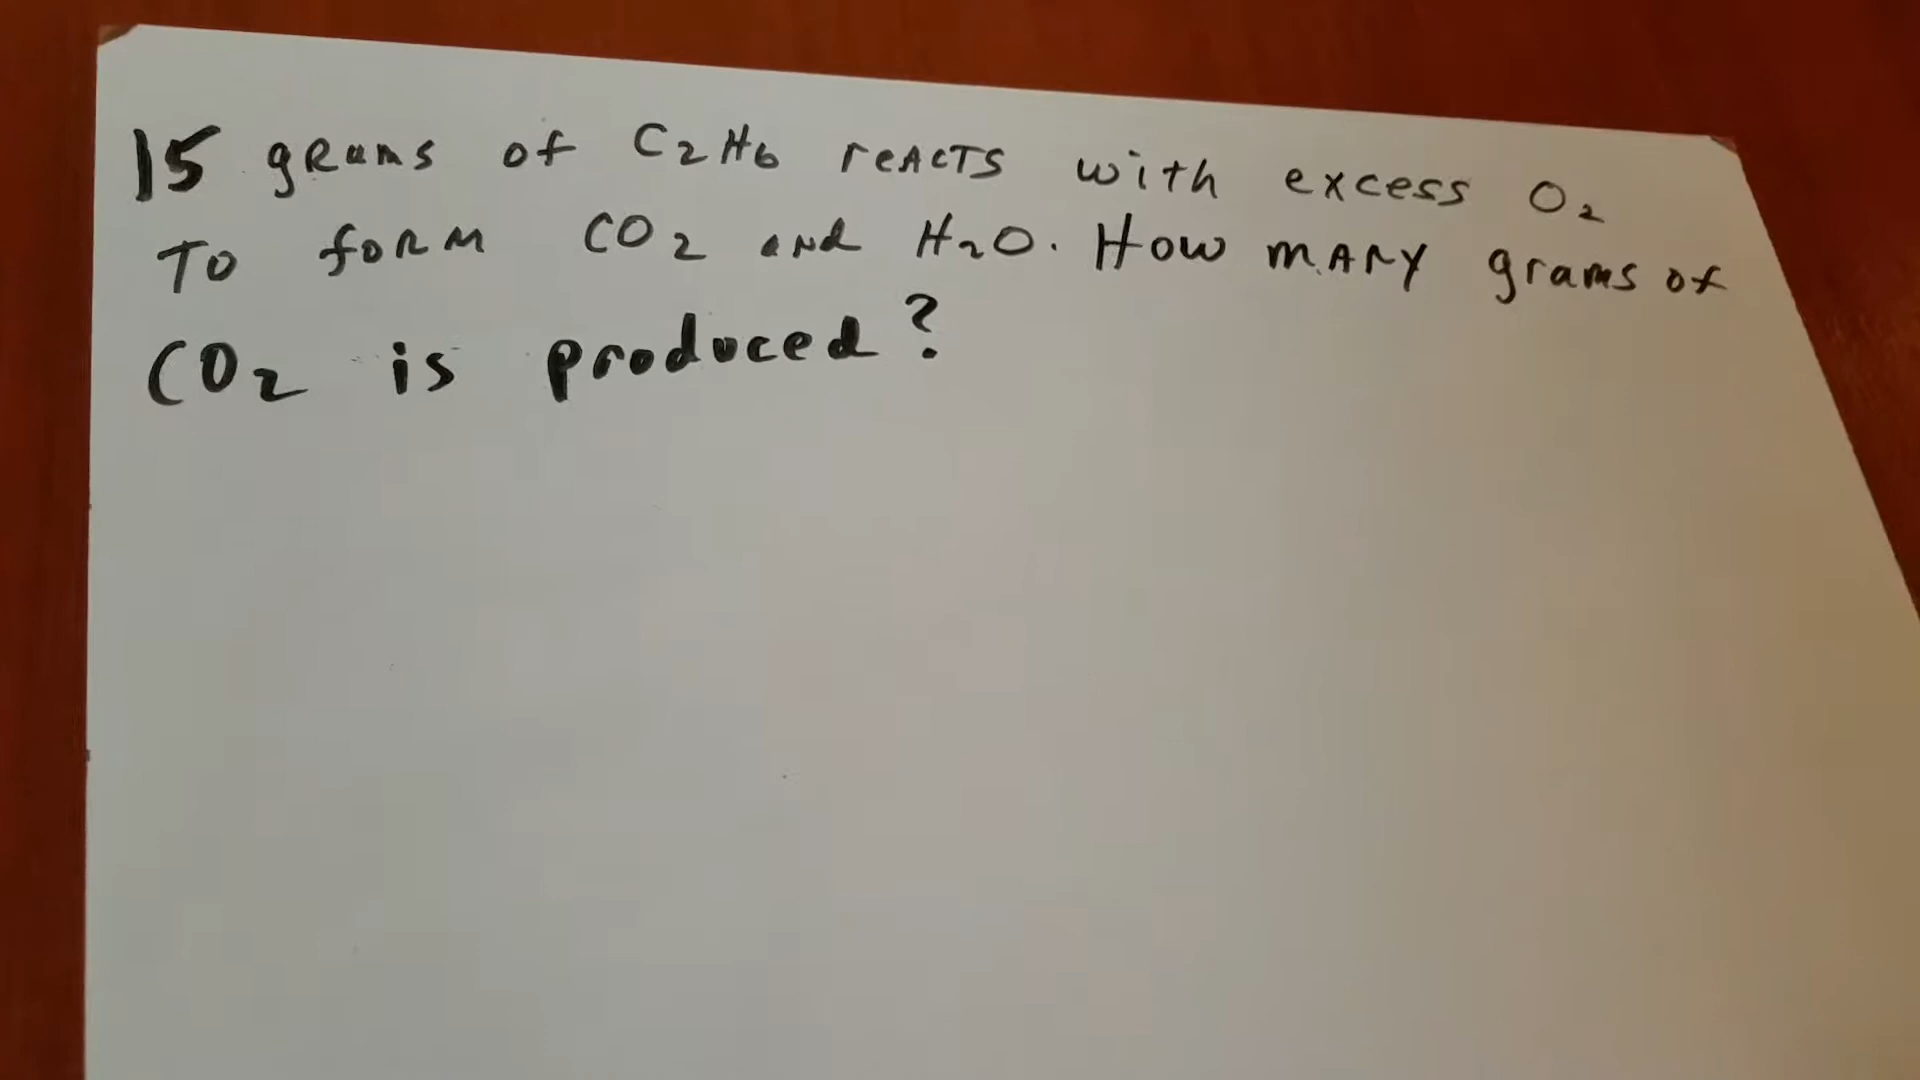 15 grams of C2H6 reacts with excess O2
To form CO2 and H2O. How many grams of
CO2 is produced?